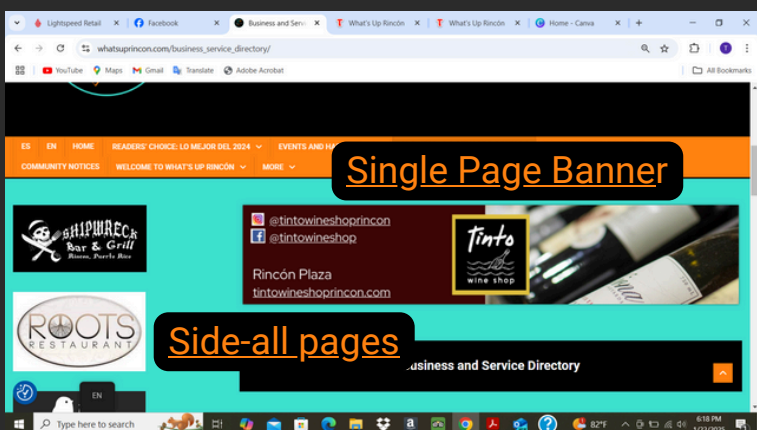 Lightspeed Retail
Facebook
Business and Serv
What's Up Rincón
What's Up Rincón
Home - Canva
whatsuprincon.com/business_service_directory/
YouTube
Maps
Gmail
Translate
Adobe Acrobat
All Bookmarks
ES EN HOME READERS' CHOICE: LO MEJOR DEL 2024 EVENTS AND HA
COMMUNITY NOTICES WELCOME TO WHAT'S UP RINCÓN MORE
Single Page Banner
SHIPWRECK
Bar & Grill
Rincon, Puerto Rico
@tintowineshoprincon
@tintowineshop
Rincón Plaza
tintowineshoprincon.com
Tinto
wine shop
ROOTS
RESTAURANT
Side-all pages
usiness and Service Directory
EN
Type here to search
82°F
6:18 PM
1/22/2025